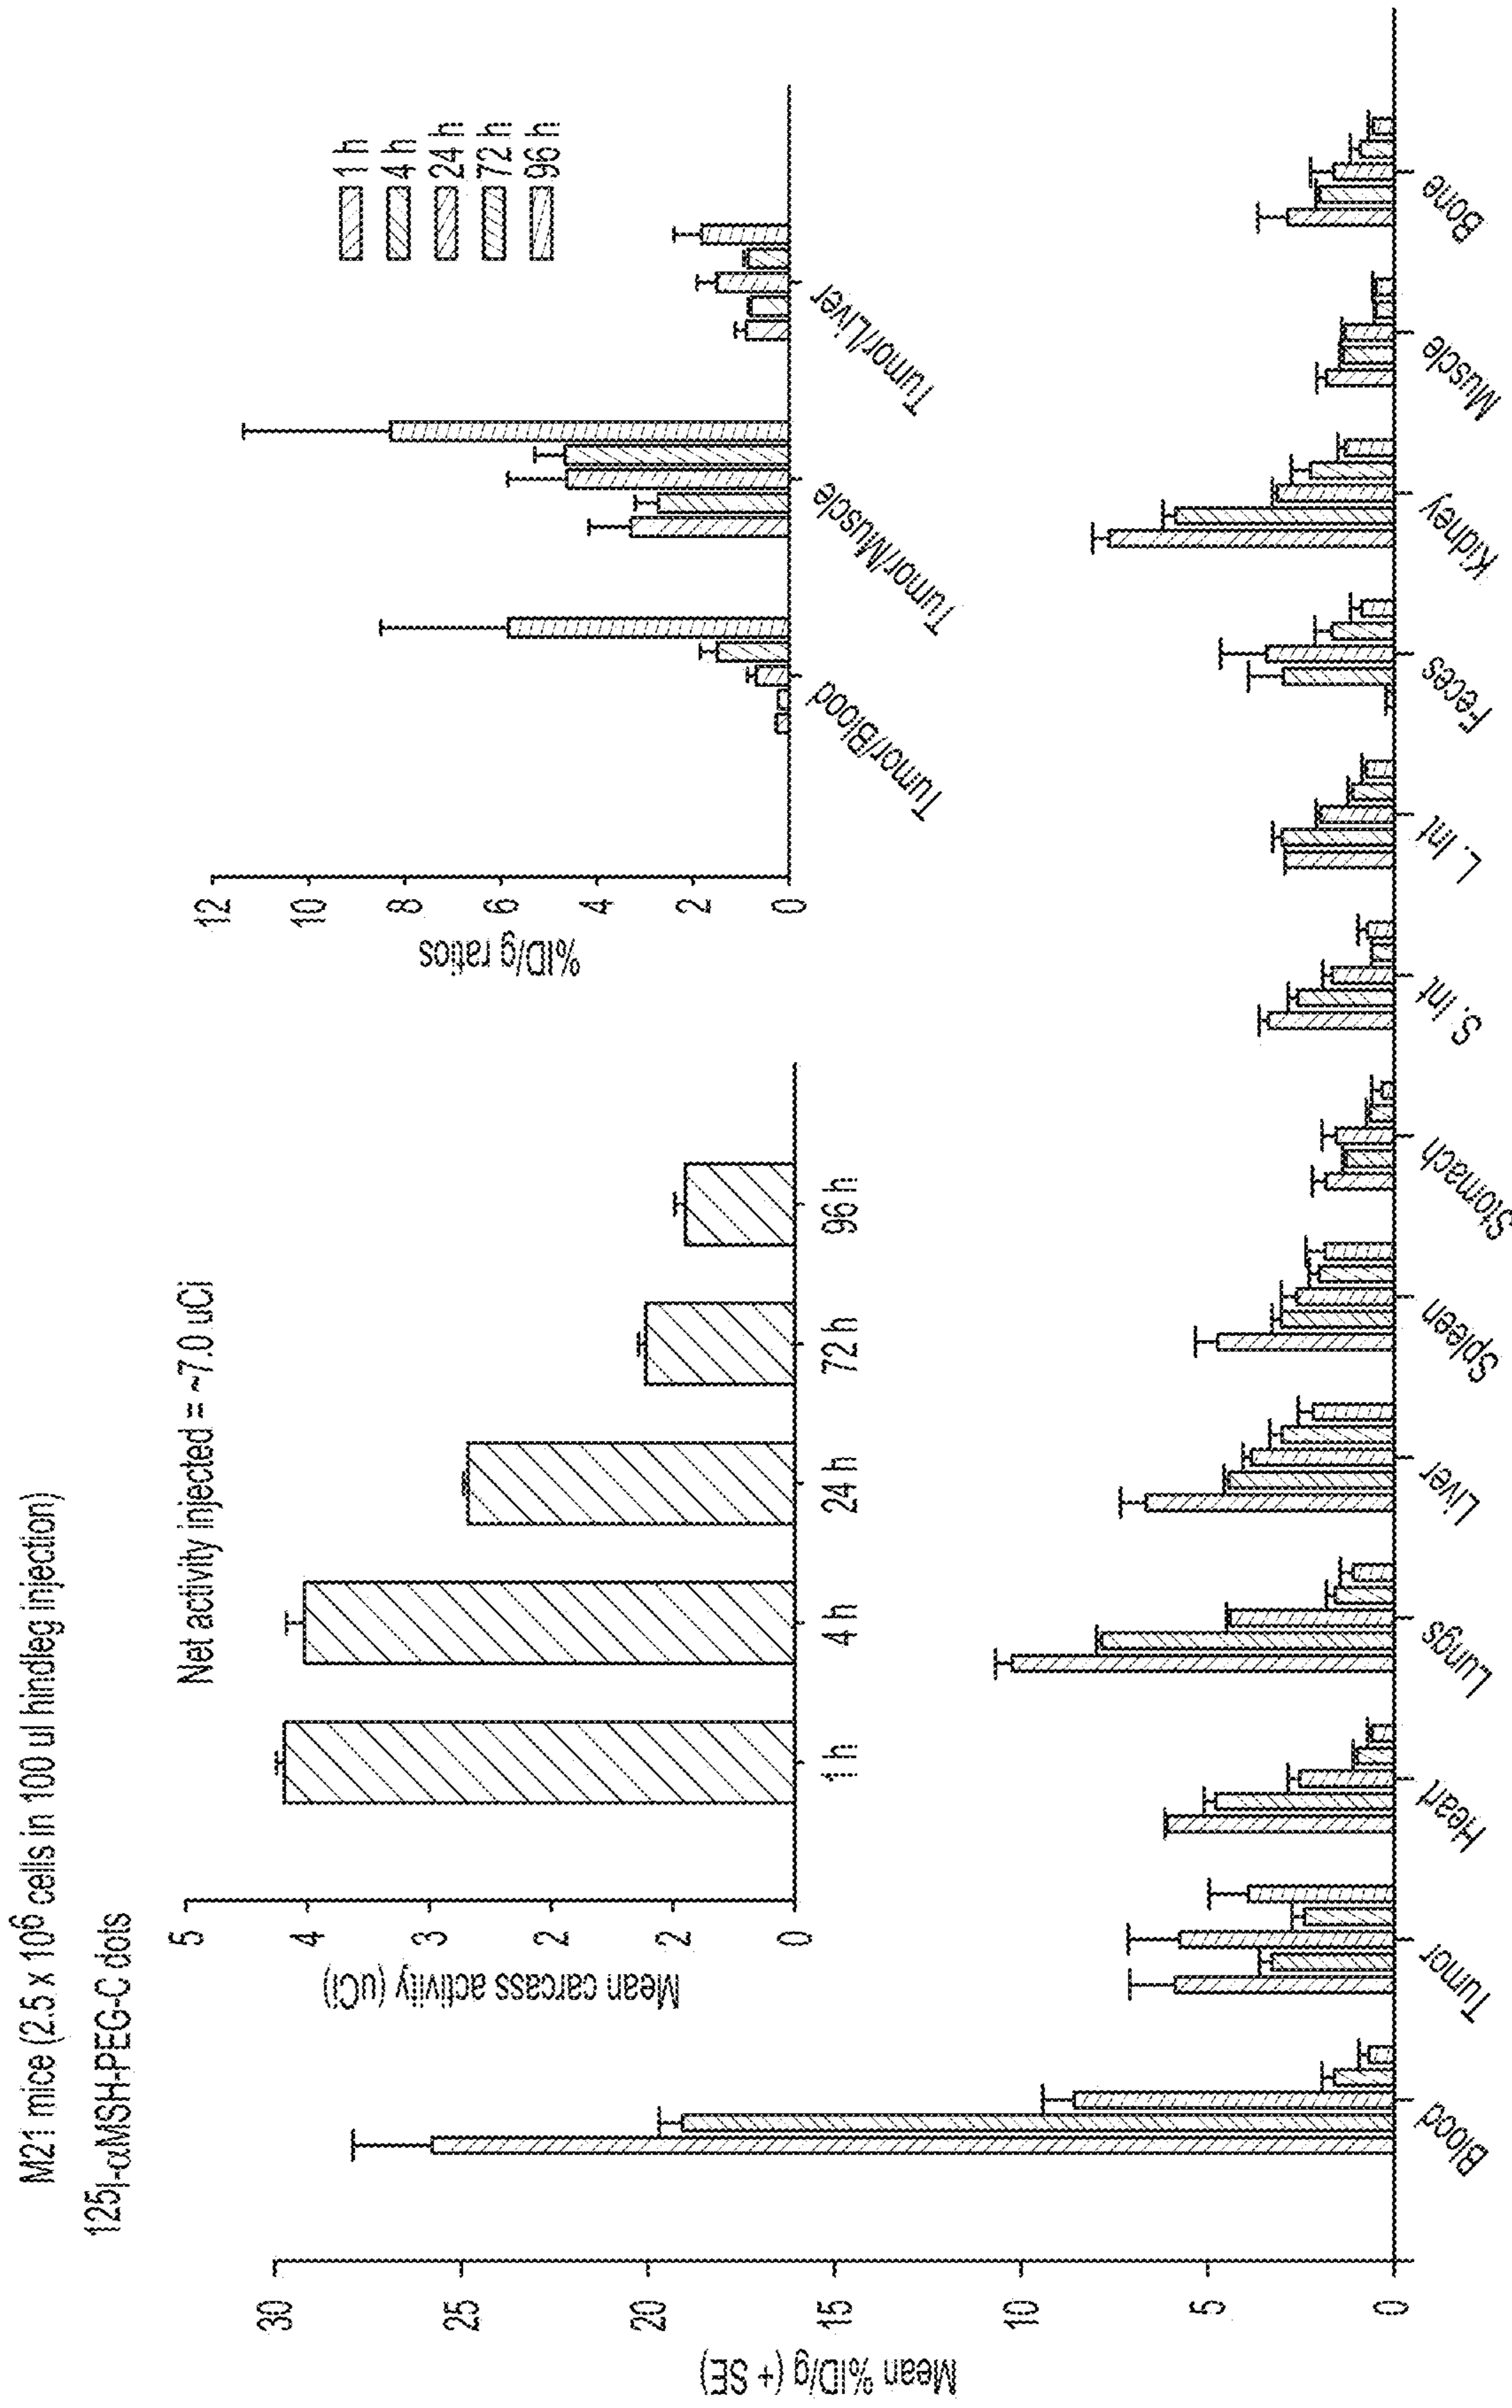 M21 mice (2.5 x 10⁶ cells in 100 ul hindleg injection)
125I-αMSH-PEG-C dots
Net activity injected = ~7.0 uCi
Mean carcass activity (uCi)
5
4
3
2
2
0
1 h
4 h
24 h
72 h
96 h
%ID/g ratios
12
10
8
6
4
2
0
Tumor/Blood
Tumor/Muscle
Tumor/Liver
1 h
4 h
24 h
72 h
96 h
Mean %ID/g (+ SE)
30
25
20
15
10
5
0
Blood
Tumor
Heart
Lungs
Liver
Spleen
Stomach
S. Int
L. Int
Feces
Kidney
Muscle
Bone